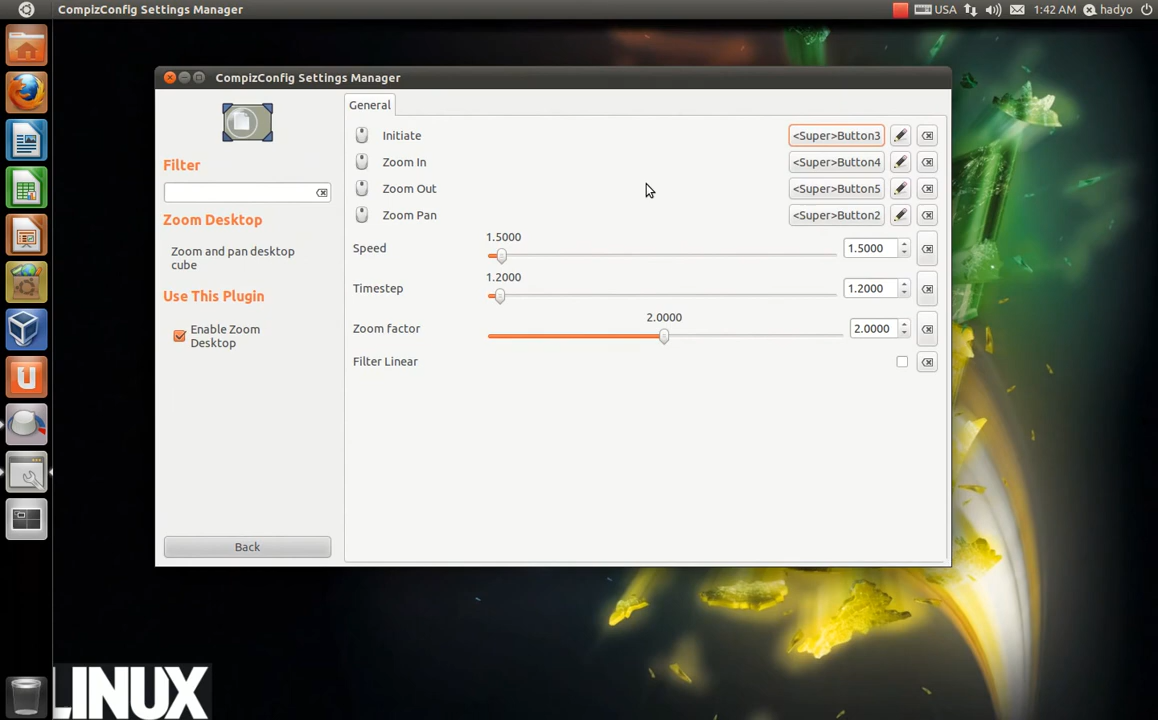 CompizConfig Settings Manager
USA
1:42 AM
hadyo
CompizConfig Settings Manager
General
Filter
Zoom Desktop
Zoom and pan desktop
cube
Use This Plugin
Enable Zoom
Desktop
Back
Initiate
<Super>Button3
Zoom In
<Super>Button4
Zoom Out
<Super>Button5
Zoom Pan
<Super>Button2
1.5000
Speed
1.5000
1.2000
Timestep
1.2000
2.0000
Zoom factor
2.0000
Filter Linear
LINUX